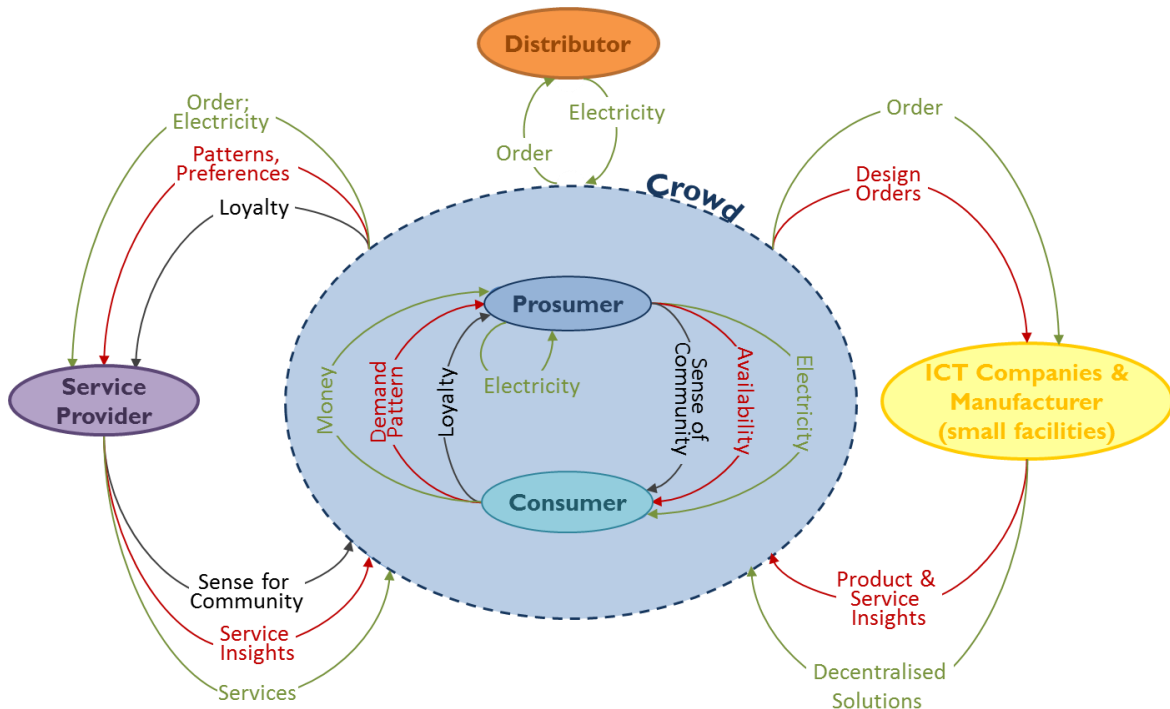 Distributor
Order;
Electricity
Patterns,
Preferences
Loyalty
Order
Electricity
Order
Design
Orders
Crowd
Prosumer
Electricity
Money
Demand
Pattern
Loyalty
Sense of
Community
Availability
Electricity
Consumer
Service
Provider
ICT Companies &
Manufacturer
(small facilities)
Sense for
Community
Service
Insights
Services
Product &
Service
Insights
Decentralised
Solutions